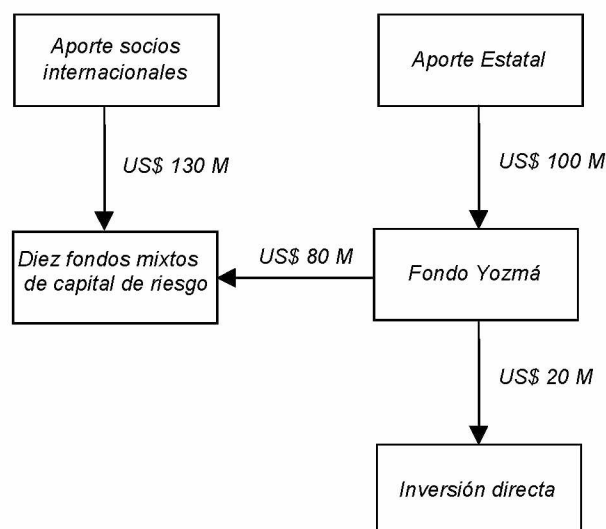 Aporte socios
internacionales
Aporte Estatal
US$ 130 M
US$ 100 M
Diez fondos mixtos
de capital de riesgo
US$ 80 M
Fondo Yozmá
US$ 20 M
Inversión directa